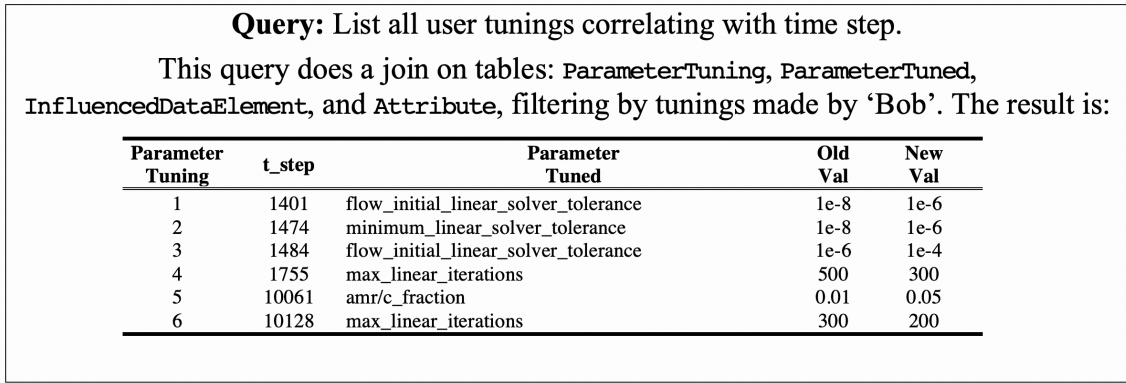 Query: List all user tunings correlating with time step.
This query does a join on tables: ParameterTuning, ParameterTuned,
InfluencedDataElement, and Attribute, filtering by tunings made by ‘Bob’. The result is:
Parameter Tuning t_step Parameter Tuned Old Val New Val
1 1401 flow_initial_linear_solver_tolerance 1e-8 1e-6
2 1474 minimum_linear_solver_tolerance 1e-8 1e-6
3 1484 flow_initial_linear_solver_tolerance 1e-6 1e-4
4 1755 max_linear_iterations 500 300
5 10061 amr/c_fraction 0.01 0.05
6 10128 max_linear_iterations 300 200